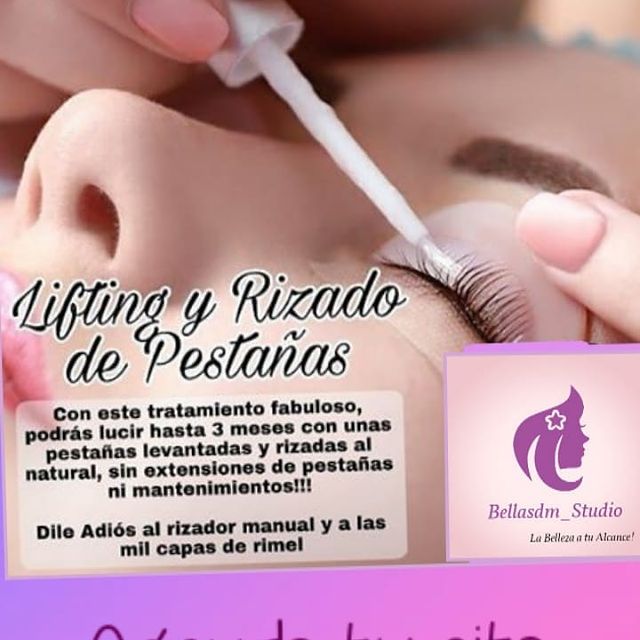 Lifting y Rizado
de Pestañas
Con este tratamiento fabuloso,
podrás lucir hasta 3 meses con unas
pestañas levantadas y rizadas al
natural, sin extensiones de pestañas
ni mantenimientos!!!
Dile Adiós al rizador manual y a las
mil capas de rimel
Bellasdm_Studio
La Belleza a tu Alcance!